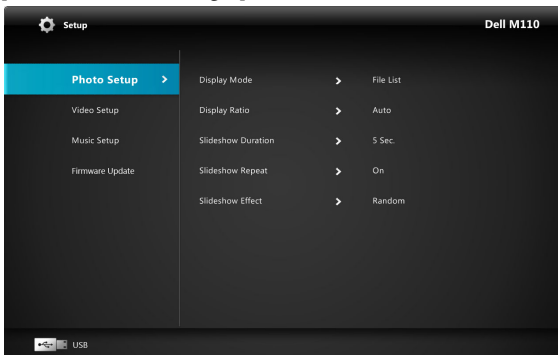 Setup
Dell M110
Photo Setup
Display Mode
File List
Video Setup
Display Ratio
Auto
Music Setup
Slideshow Duration
5 Sec.
Firmware Update
Slideshow Repeat
On
Slideshow Effect
Random
USB